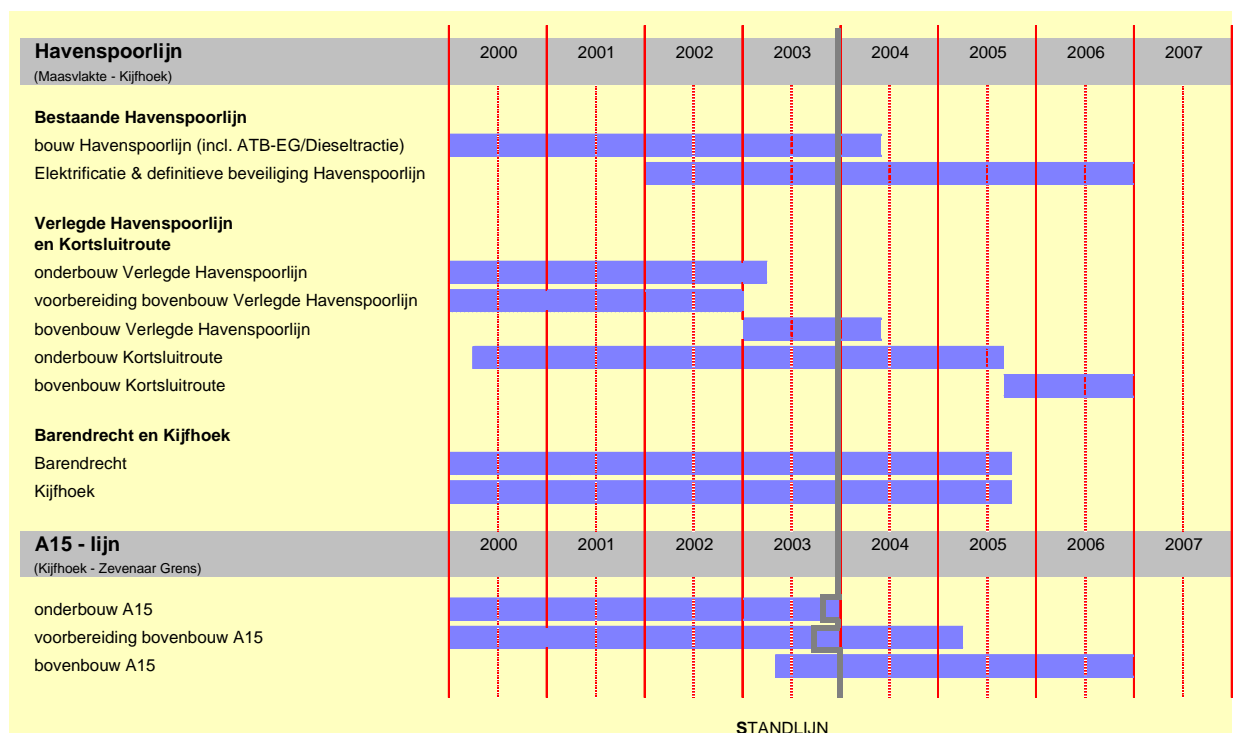 Havenspoorlijn 2000 2001 2002 2003 2004 2005 2006 2007
(Maasvlakte - Kijfhoek)
Bestaande Havenspoorlijn
bouw Havenspoorlijn (incl. ATB-EG/Dieseltractie)
Elektrificatie & definitieve beveiliging Havenspoorlijn
Verlegde Havenspoorlijn
en Kortsluitroute
onderbouw Verlegde Havenspoorlijn
voorbereiding bovenbouw Verlegde Havenspoorlijn
bovenbouw Verlegde Havenspoorlijn
onderbouw Kortsluitroute
bovenbouw Kortsluitroute
Barendrecht en Kijfhoek
Barendrecht
Kijfhoek
A15 - lijn 2000 2001 2002 2003 2004 2005 2006 2007
(Kijfhoek - Zevenaar Grens)
onderbouw A15
voorbereiding bovenbouw A15
bovenbouw A15
STANDLIJN